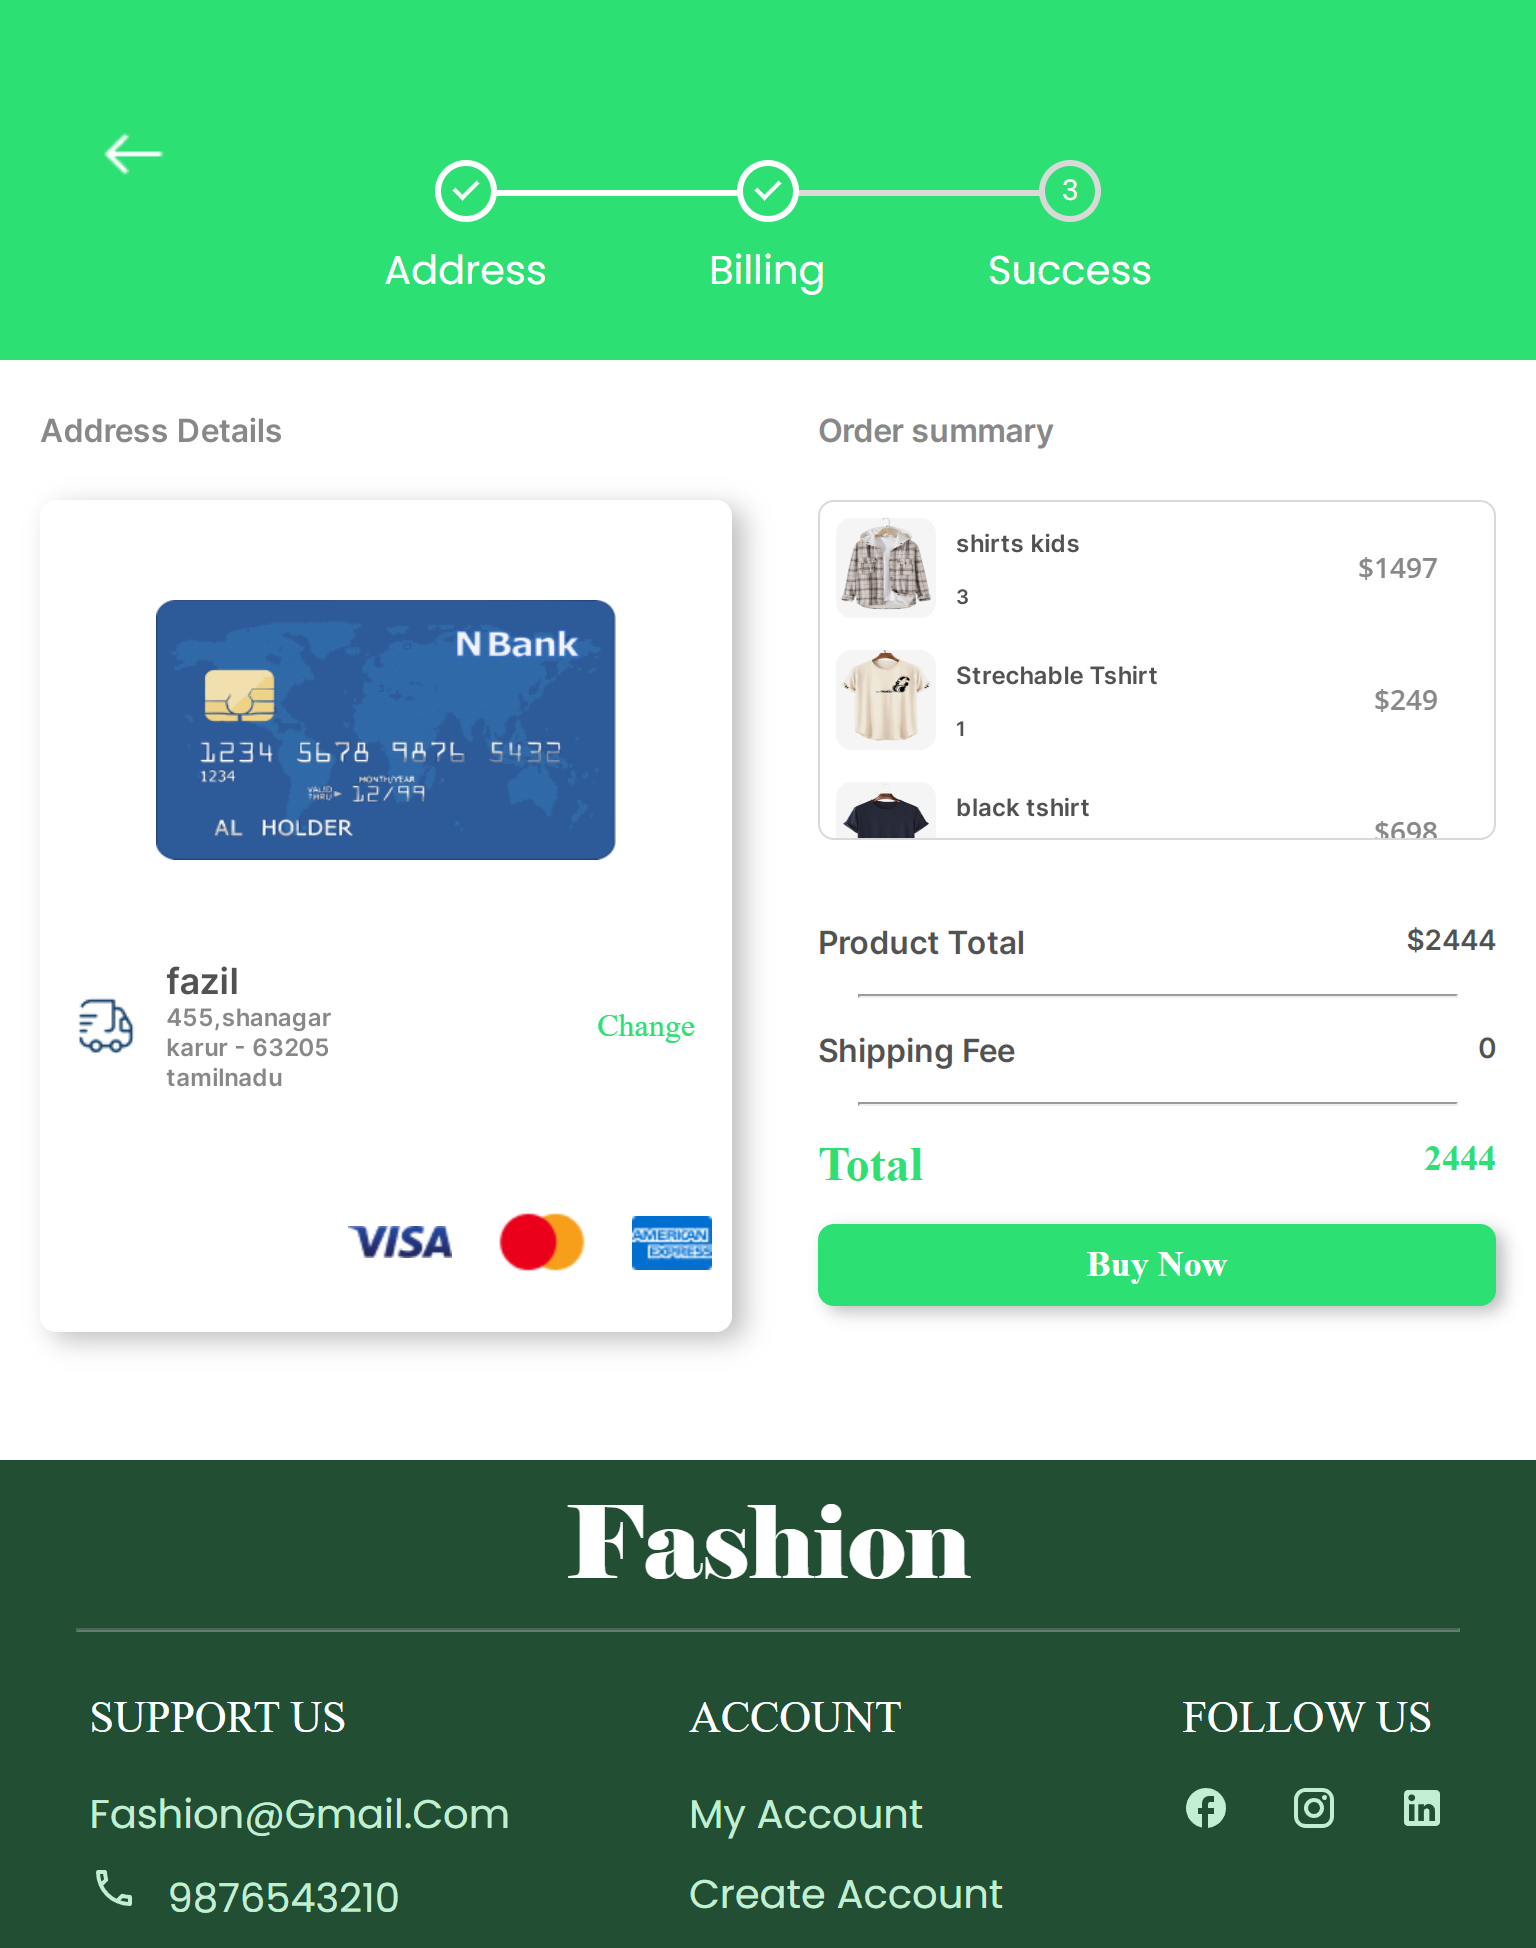 3
Address
Billing
Success
Address Details
N Bank
1234 5678 9876 5432
1234
MONTH/YEAR
VALID
THRU
12/99
AL HOLDER
fazil
455,shanagar
karur - 63205
tamilnadu
Change
VISA
AMERICAN
EXPRESS
Order summary
shirts kids
$1497
3
Strechable Tshirt
$249
1
black tshirt
$698
Product Total
$2444
Shipping Fee
0
Total
2444
Buy Now
Fashion
SUPPORT US
Fashion@Gmail.Com
9876543210
ACCOUNT
My Account
Create Account
FOLLOW US